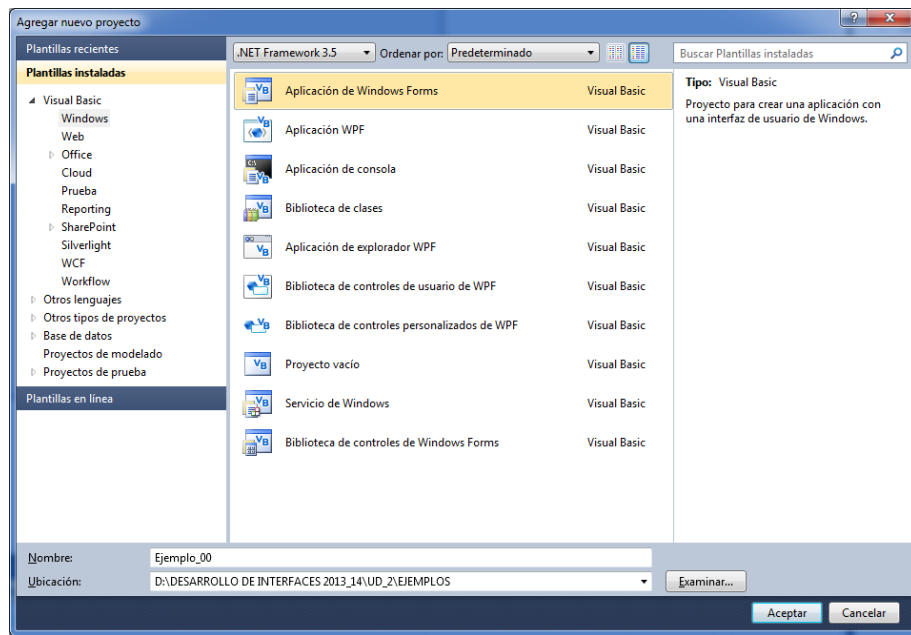 Agregar nuevo proyecto
Plantillas recientes
.NET Framework 3.5 Ordenar por: Predeterminado
Buscar Plantillas instaladas
Plantillas instaladas
Visual Basic
Windows
Web
Office
Cloud
Prueba
Reporting
SharePoint
Silverlight
WCF
Workflow
Otros lenguajes
Otros tipos de proyectos
Base de datos
Proyectos de modelado
Proyectos de prueba
Plantillas en línea
Aplicación de Windows Forms Visual Basic
Aplicación WPF Visual Basic
Aplicación de consola Visual Basic
Biblioteca de clases Visual Basic
Aplicación de explorador WPF Visual Basic
Biblioteca de controles de usuario de WPF Visual Basic
Biblioteca de controles personalizados de WPF Visual Basic
Proyecto vacío Visual Basic
Servicio de Windows Visual Basic
Biblioteca de controles de Windows Forms Visual Basic
Tipo: Visual Basic
Proyecto para crear una aplicación con
una interfaz de usuario de Windows.
Nombre: Ejemplo_00
Ubicación: D:\DESARROLLO DE INTERFACES 2013_14\UD_2\EJEMPLOS Examinar...
Aceptar Cancelar